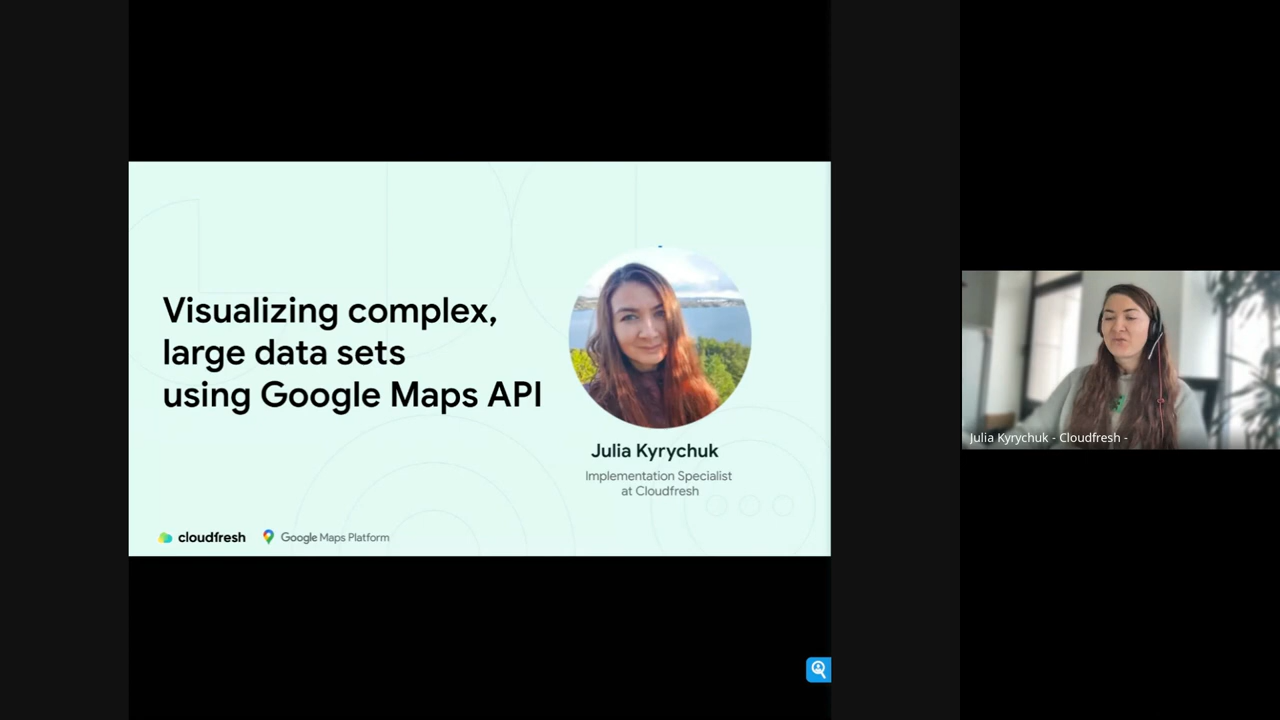 Visualizing complex,
large data sets
using Google Maps API
Julia Kyrychuk
Implementation Specialist
at Cloudfresh
cloudfresh
Google Maps Platform
Julia Kyrychuk - Cloudfresh -